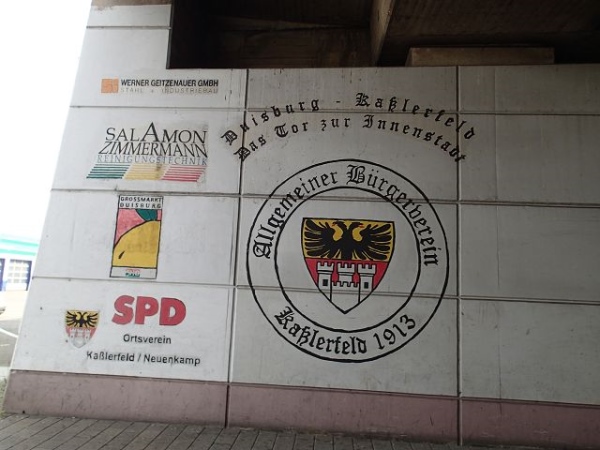 WERNER GEITZENAUER GMBH
STAHL + INDUSTRIEBAU
SALAMON
ZIMMERMANN
REINIGUNGSTECHNIK
GROSSMARKT
DUISBURG
SPD
Ortsverein
Kaßlerfeld / Neuenkamp
Duisburg - Kaßlerfeld
Das Tor zur Innenstadt
Allgemeiner Bürgerverein
Kaßlerfeld 1913